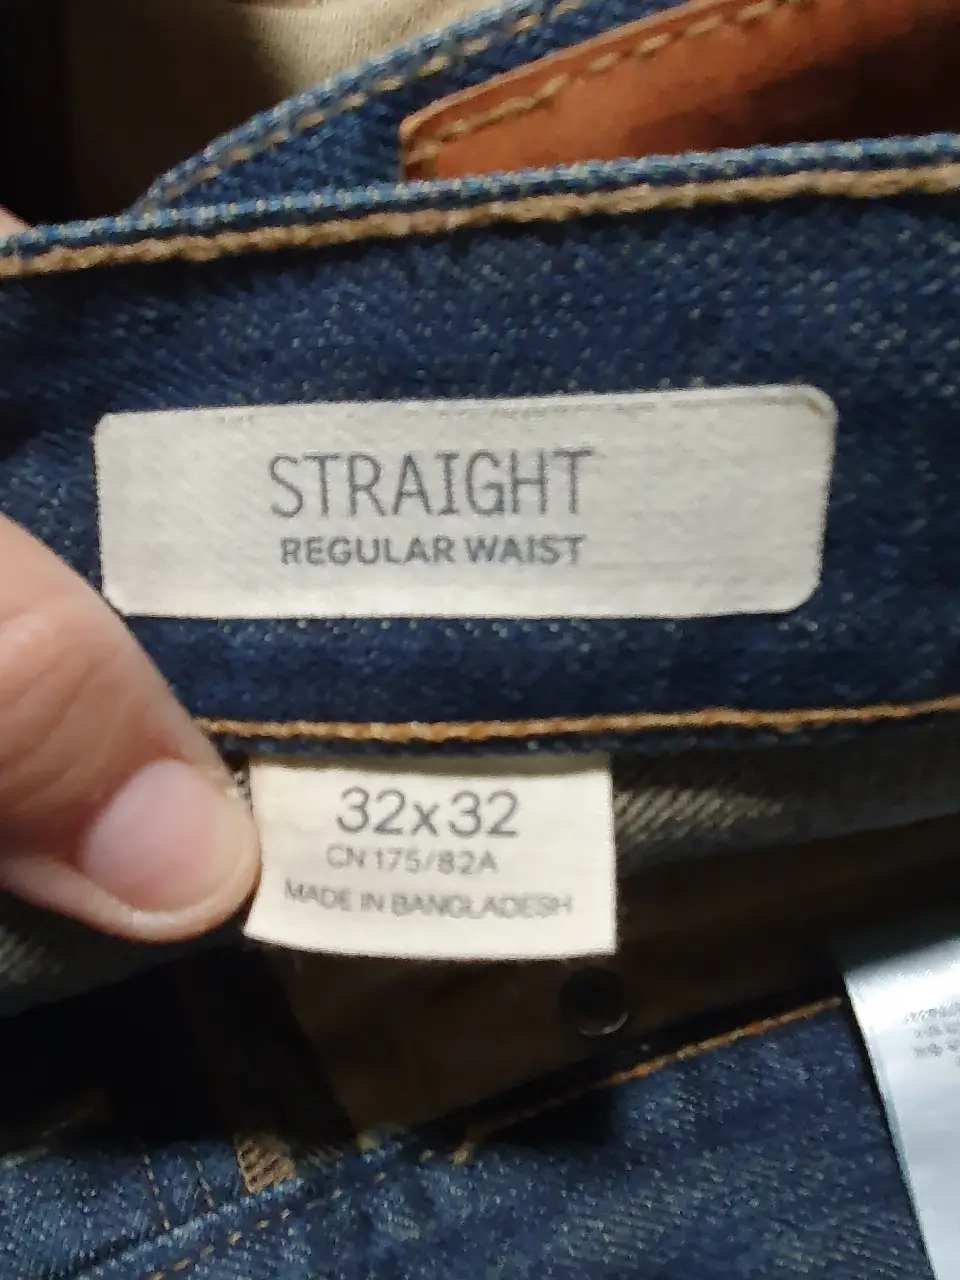 STRAIGHT
REGULAR WAIST
32x32
CN 175/82A
MADE IN BANGLADESH